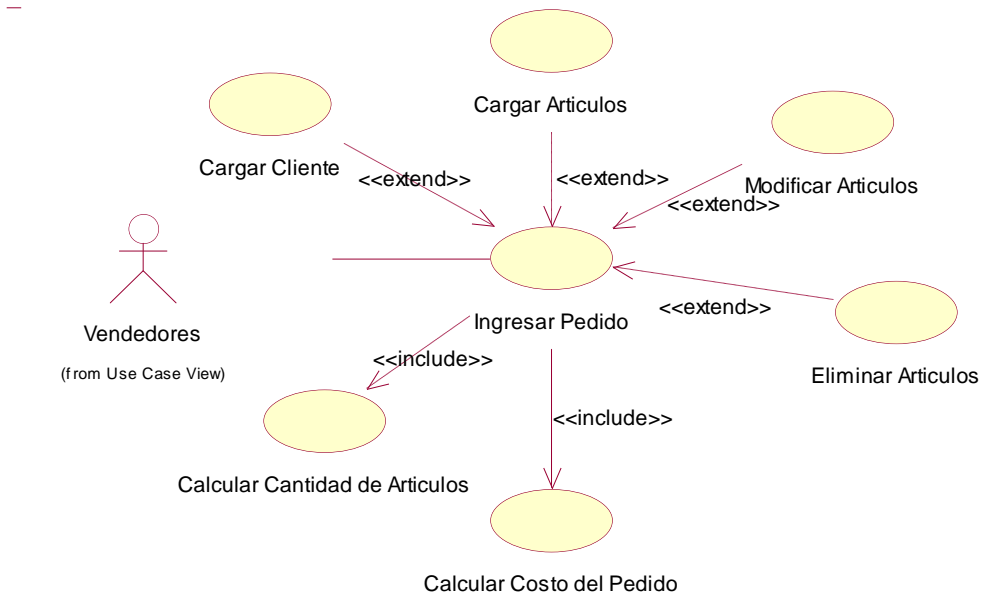 Cargar Articulos
Cargar Cliente
<<extend>>
<<extend>>
Modificar Articulos
<<extend>>
Vendedores
(from Use Case View)
Ingresar Pedido
<<extend>>
<<include>>
Eliminar Articulos
<<include>>
Calcular Cantidad de Articulos
Calcular Costo del Pedido